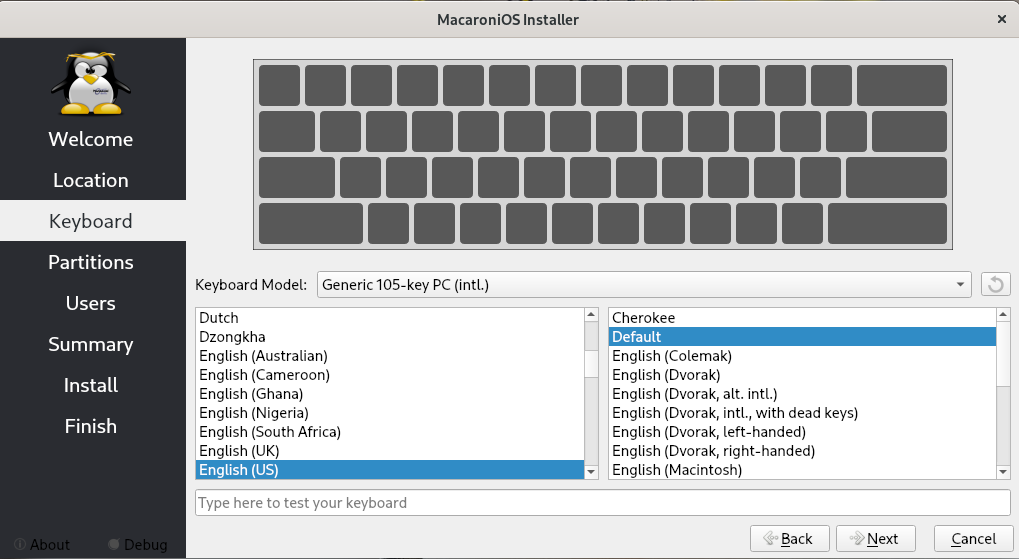 MacaroniOS Installer
Welcome
Location
Keyboard
Partitions
Users
Summary
Install
Finish
About
Debug
Keyboard Model:
Generic 105-key PC (intl.)
Dutch
Dzongkha
English (Australian)
English (Cameroon)
English (Ghana)
English (Nigeria)
English (South Africa)
English (UK)
English (US)
Cherokee
Default
English (Colemak)
English (Dvorak)
English (Dvorak, alt. intl.)
English (Dvorak, intl., with dead keys)
English (Dvorak, left-handed)
English (Dvorak, right-handed)
English (Macintosh)
Type here to test your keyboard
Back
Next
Cancel